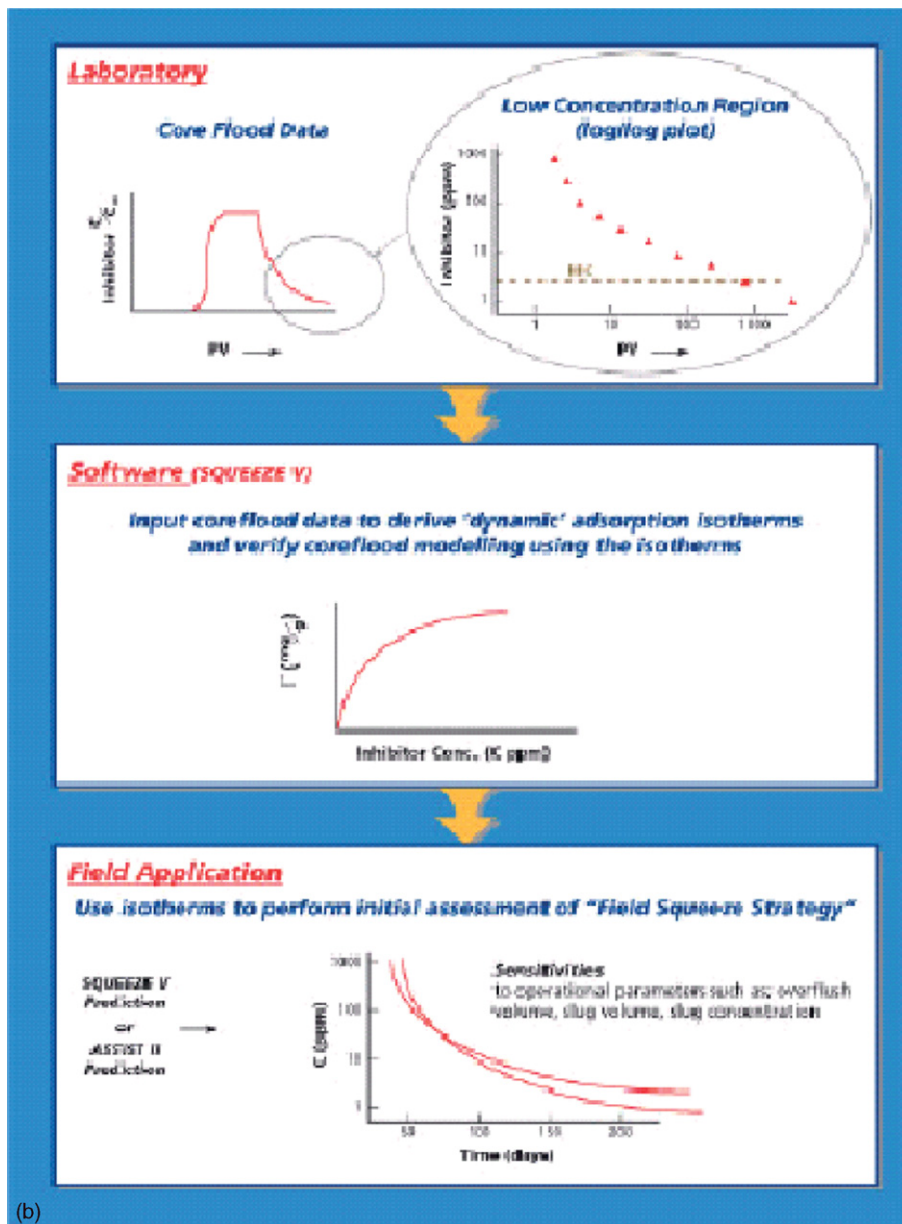 Laboratory
Core Flood Data
Low Concentration Region
(log/log plot)
Inhibitor C/C
PV
Inhibitor (ppm)
1000
100
10
1
MIC
1 10 100 1000
PV
Software (SQUEEZE V)
Input coreflood data to derive 'dynamic' adsorption isotherms
and verify coreflood modelling using the isotherms
Inhibitor Conc. (K ppm)
Field Application
Use isotherms to perform initial assessment of "Field Squeeze Strategy"
SQUEEZE V
Prediction
or
ASSIST II
Prediction
C (ppm)
1000
100
10
1
50 100 150 200
Time (days)
Sensitivities
to operational parameters such as; overflush
volume, slug volume, slug concentration
(b)